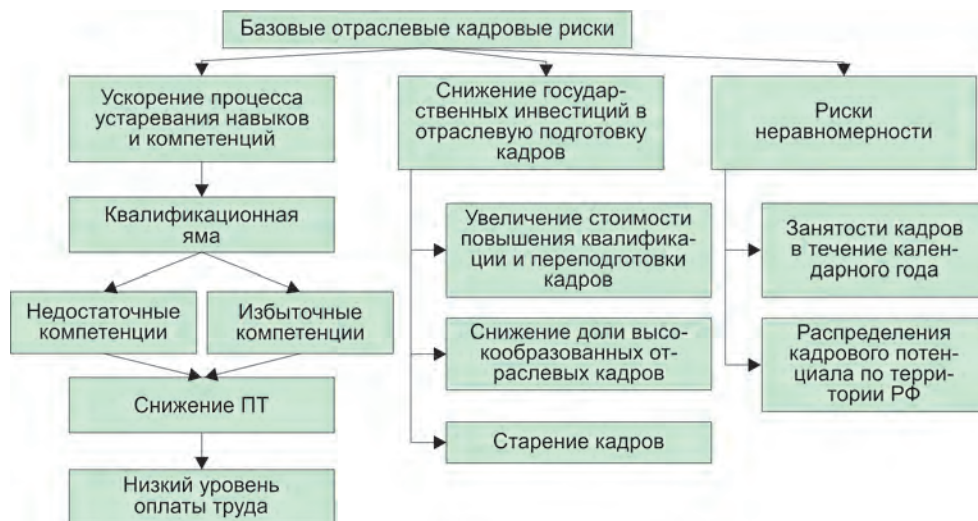 Базовые отраслевые кадровые риски
Ускорение процесса
устаревания навыков
и компетенций
Квалификационная
яма
Недостаточные
компетенции
Избыточные
компетенции
Снижение ПТ
Низкий уровень
оплаты труда
Снижение государ-
ственных инвестиций в
отраслевую подготовку
кадров
Увеличение стоимости
повышения квалифика-
ции и переподготовки
кадров
Снижение доли высо-
кообразованных от-
раслевых кадров
Старение кадров
Риски
неравномерности
Занятости кадров
в течение кален-
дарного года
Распределения
кадрового потен-
циала по терри-
тории РФ